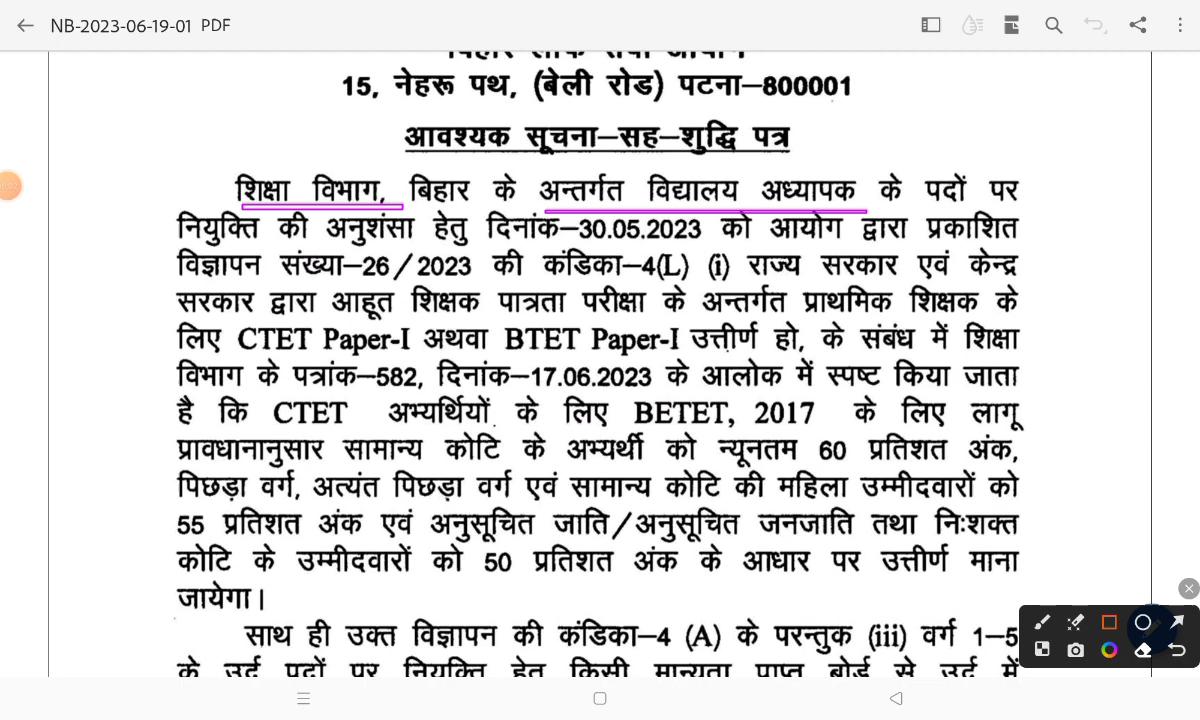 NB-2023-06-19-01 PDF
15, नेहरू पथ, (बेली रोड) पटना–800001
आवश्यक सूचना–सह–शुद्धि पत्र
शिक्षा विभाग, बिहार के अन्तर्गत विद्यालय अध्यापक के पदों पर
नियुक्ति की अनुशंसा हेतु दिनांक–30.05.2023 को आयोग द्वारा प्रकाशित
विज्ञापन संख्या–26/2023 की कंडिका–4(L) (i) राज्य सरकार एवं केन्द्र
सरकार द्वारा आहूत शिक्षक पात्रता परीक्षा के अन्तर्गत प्राथमिक शिक्षक के
लिए CTET Paper-I अथवा BTET Paper-I उत्तीर्ण हो, के संबंध में शिक्षा
विभाग के पत्रांक–582, दिनांक–17.06.2023 के आलोक में स्पष्ट किया जाता
है कि CTET अभ्यर्थियों के लिए BETET, 2017 के लिए लागू
प्रावधानानुसार सामान्य कोटि के अभ्यर्थी को न्यूनतम 60 प्रतिशत अंक,
पिछड़ा वर्ग, अत्यंत पिछड़ा वर्ग एवं सामान्य कोटि की महिला उम्मीदवारों को
55 प्रतिशत अंक एवं अनुसूचित जाति/अनुसूचित जनजाति तथा निःशक्त
कोटि के उम्मीदवारों को 50 प्रतिशत अंक के आधार पर उत्तीर्ण माना
जायेगा।
साथ ही उक्त विज्ञापन की कंडिका–4 (A) के परन्तुक (iii) वर्ग 1–5
के उर्दू पदों पर नियुक्ति हेतु किसी मान्यता प्राप्त बोर्ड से उर्दू में